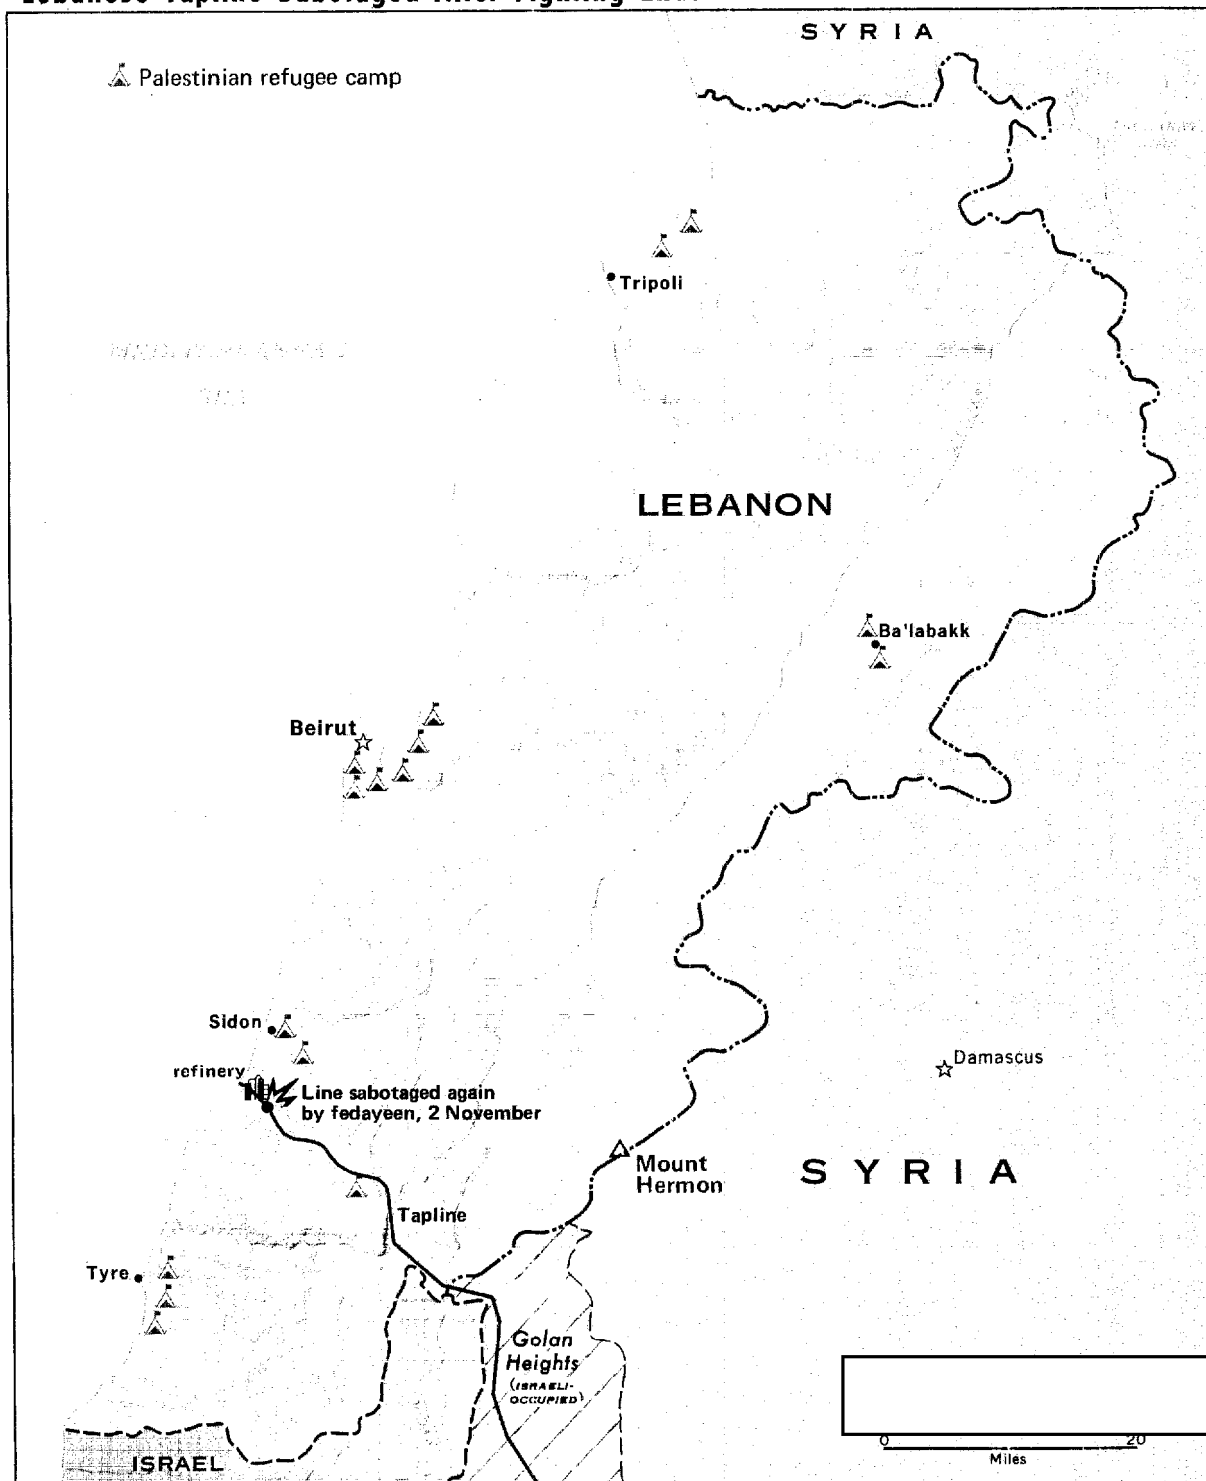 Lebanese Tapline Sabotaged After Fighting Ends
SYRIA
Palestinian refugee camp
Tripoli
LEBANON
Ba'labakk
Beirut
Sidon
Damascus
refinery
Line sabotaged again
by fedayeen, 2 November
Mount
Hermon
SYRIA
Tapline
Tyre
Golan
Heights
(ISRAELI-
OCCUPIED)
0 20
Miles
ISRAEL